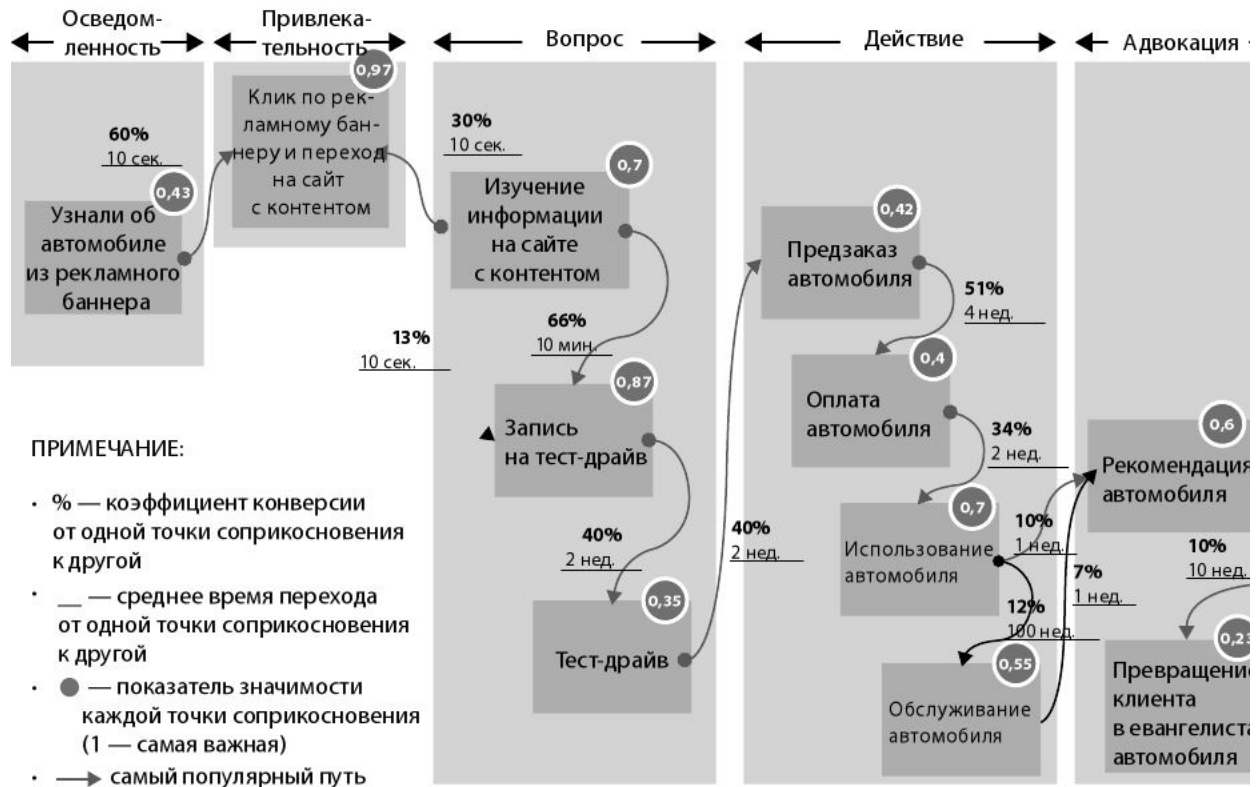 Осведом-
ленность
Привлека-
тельность
Вопрос
Действие
Адвокация
60%
10 сек.
0,43
Узнали об
автомобиле
из рекламного
баннера
0,97
Клик по рек-
ламному бан-
неру и переход
на сайт
с контентом
30%
10 сек.
0,7
Изучение
информации
на сайте
с контентом
66%
10 мин.
13%
10 сек.
0,87
Запись
на тест-драйв
40%
2 нед.
0,35
Тест-драйв
40%
2 нед.
0,42
Предзаказ
автомобиля
51%
4 нед.
0,4
Оплата
автомобиля
34%
2 нед.
0,7
Использование
автомобиля
10%
1 нед.
12%
100 нед.
0,55
Обслуживание
автомобиля
7%
1 нед.
0,6
Рекомендация
автомобиля
10%
10 нед.
0,23
Превращение
клиента
в евангелиста
автомобиля
ПРИМЕЧАНИЕ:
· % — коэффициент конверсии
от одной точки соприкосновения
к другой
· __ — среднее время перехода
от одной точки соприкосновения
к другой
· — показатель значимости
каждой точки соприкосновения
(1 — самая важная)
· самый популярный путь